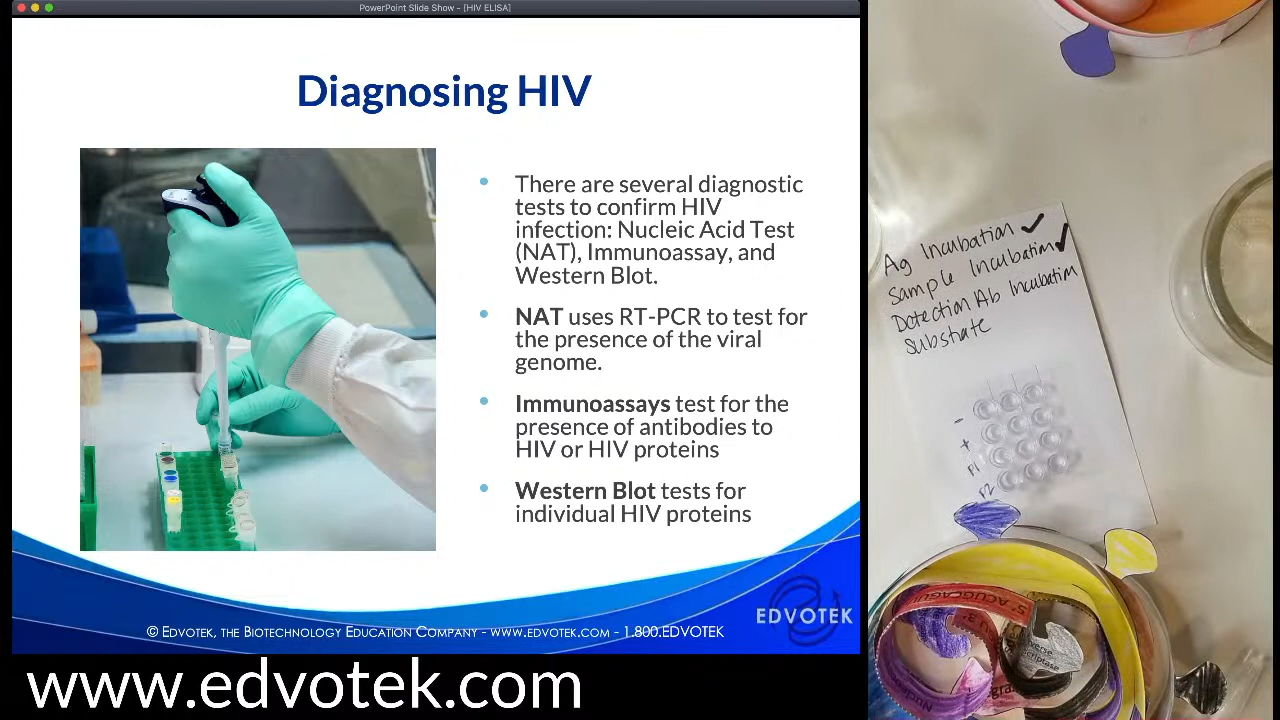 PowerPoint Slide Show - [HIV ELISA]
Diagnosing HIV
There are several diagnostic
tests to confirm HIV
infection: Nucleic Acid Test
(NAT), Immunoassay, and
Western Blot.
NAT uses RT-PCR to test for
the presence of the viral
genome.
Immunoassays test for the
presence of antibodies to
HIV or HIV proteins
Western Blot tests for
individual HIV proteins
EDVOTEK
© EDVOTEK, THE BIOTECHNOLOGY EDUCATION COMPANY - WWW.EDVOTEK.COM - 1.800.EDVOTEK
www.edvotek.com
Ag Incubation ✓
Sample Incubation ✓
Detection Ab Incubation
Substrate
-
+
P1
P2